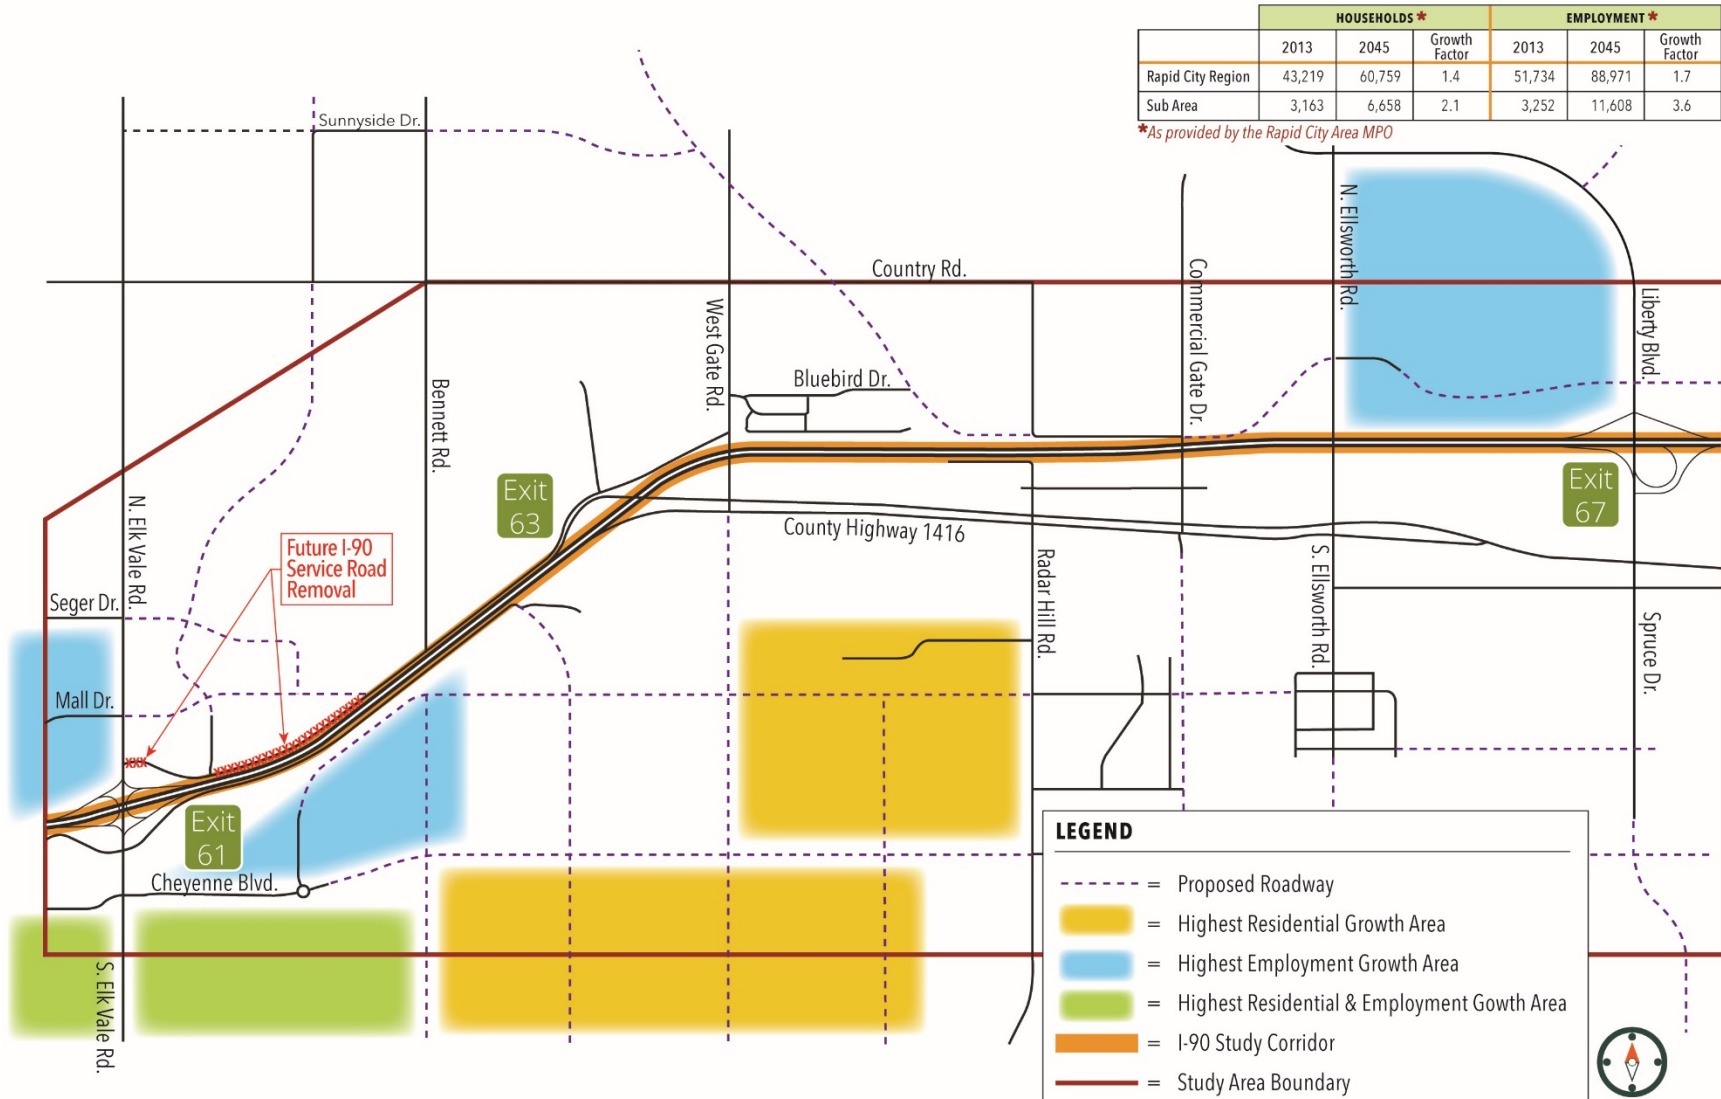 HOUSEHOLDS * EMPLOYMENT *
2013 2045 Growth Factor 2013 2045 Growth Factor
Rapid City Region 43,219 60,759 1.4 51,734 88,971 1.7
Sub Area 3,163 6,658 2.1 3,252 11,608 3.6
*As provided by the Rapid City Area MPO
Sunnyside Dr.
Country Rd.
N. Ellsworth Rd.
Commercial Gate Dr.
Liberty Blvd.
West Gate Rd.
Bluebird Dr.
Bennett Rd.
Exit
63
Exit
67
N. Elk Vale Rd.
County Highway 1416
Future I-90
Service Road
Removal
Radar Hill Rd.
S. Ellsworth Rd.
Seger Dr.
Spruce Dr.
Mall Dr.
Exit
61
Cheyenne Blvd.
S. Elk Vale Rd.
xxx
LEGEND
= Proposed Roadway
= Highest Residential Growth Area
= Highest Employment Growth Area
= Highest Residential & Employment Gowth Area
= I-90 Study Corridor
= Study Area Boundary